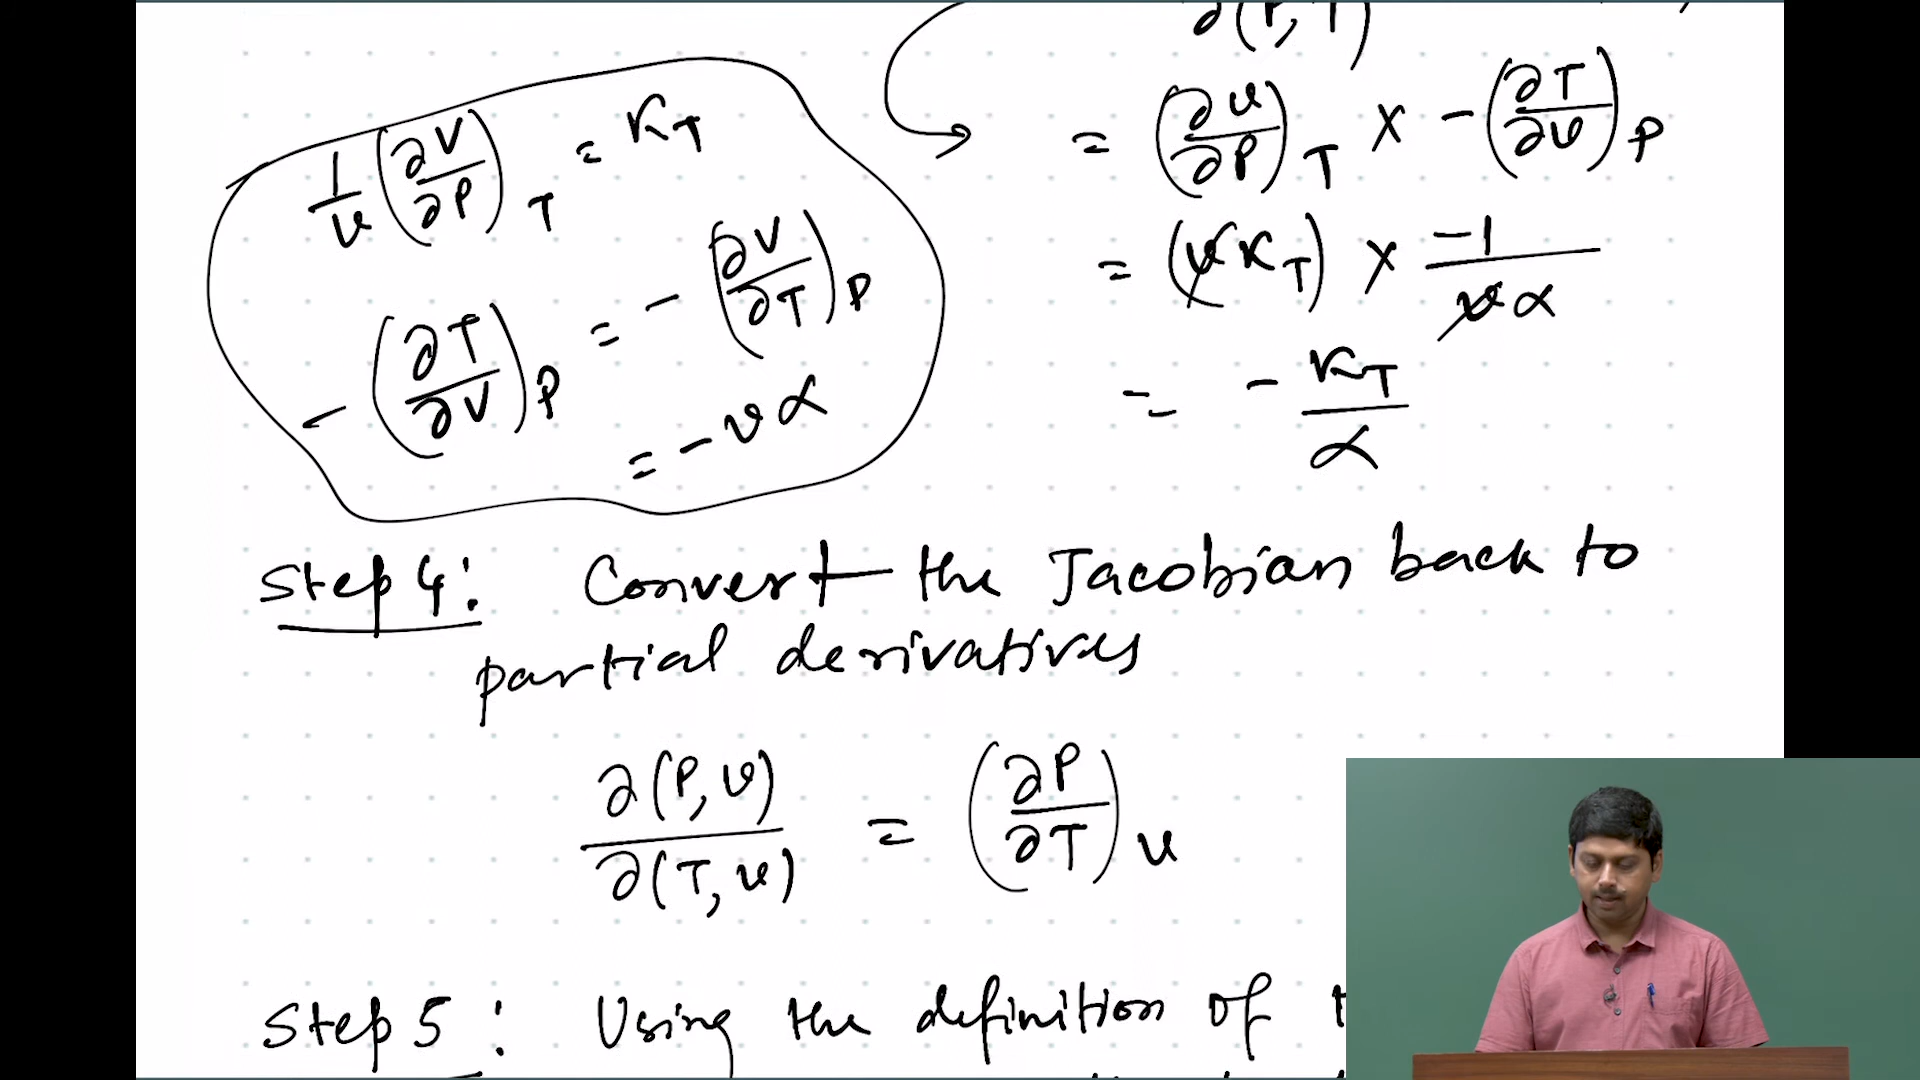 ∂(P, T)
= (∂v/∂P)_T × -(∂T/∂v)_P
= (v κ_T) × -1/(v α)
= - κ_T/α
1/v (∂V/∂P)_T = κ_T
- (∂T/∂V)_P = - (∂V/∂T)_P
= - v α
Step 4: Convert the Jacobian back to
partial derivatives
∂(P, v)/∂(T, v) = (∂P/∂T)_v
Step 5: Using the definition of